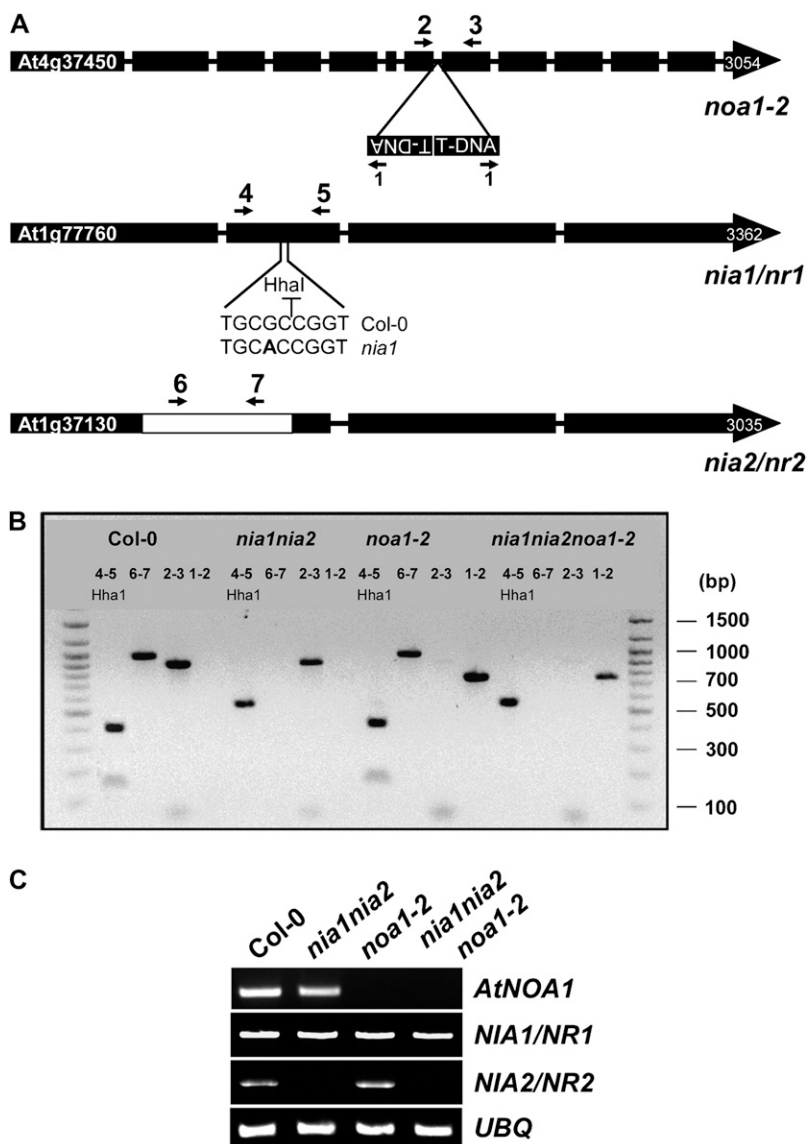 A
2 3
At4g37450 3054
noa1-2
T-DNA T-DNA
1 1
4 5
At1g77760 3362
nia1/nr1
HhaI
TGCGCCGGT Col-0
TGCACCGGT nia1
6 7
At1g37130 3035
nia2/nr2
B
Col-0 nia1nia2 noa1-2 nia1nia2noa1-2
4-5 6-7 2-3 1-2 4-5 6-7 2-3 1-2 4-5 6-7 2-3 1-2 4-5 6-7 2-3 1-2 (bp)
Hha1 Hha1 Hha1 Hha1
1500
1000
700
500
300
100
C
Col-0 nia1nia2 noa1-2 nia1nia2
noa1-2
AtNOA1
NIA1/NR1
NIA2/NR2
UBQ